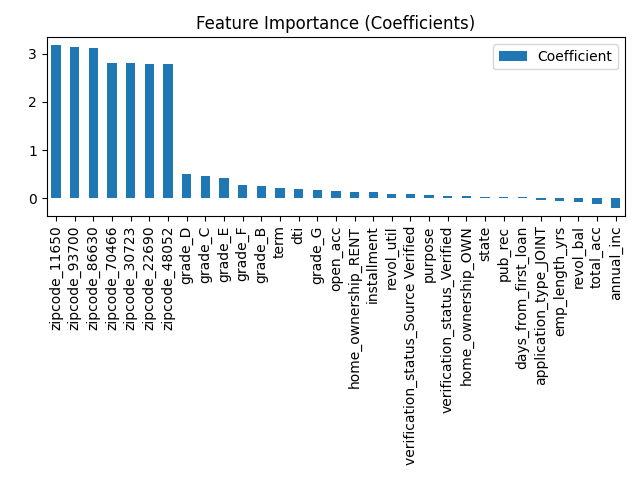 Feature Importance (Coefficients)
Coefficient
3
2
1
0
zipcode_11650
zipcode_93700
zipcode_86630
zipcode_70466
zipcode_30723
zipcode_22690
zipcode_48052
grade_D
grade_C
grade_E
grade_F
grade_B
term
dti
grade_G
open_acc
home_ownership_RENT
installment
revol_util
verification_status_Source Verified
purpose
verification_status_Verified
home_ownership_OWN
state
pub_rec
days_from_first_loan
application_type_JOINT
emp_length_yrs
revol_bal
total_acc
annual_inc